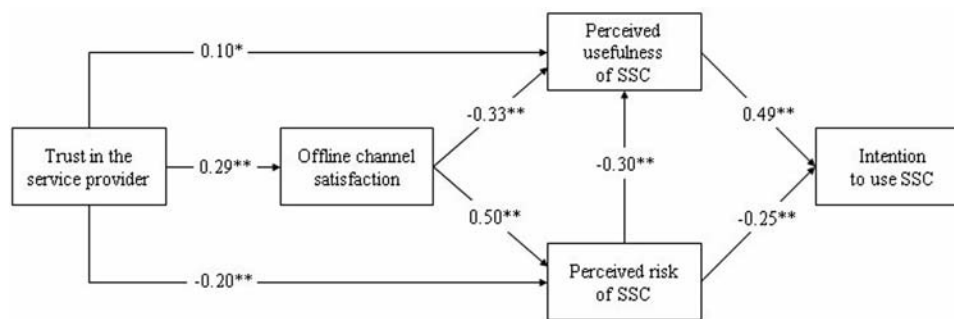 Perceived
usefulness
of SSC
0.10*
-0.33**
0.49**
Trust in the
service provider
0.29**
Offline channel
satisfaction
-0.30**
Intention
to use SSC
0.50**
-0.25**
-0.20**
Perceived risk
of SSC